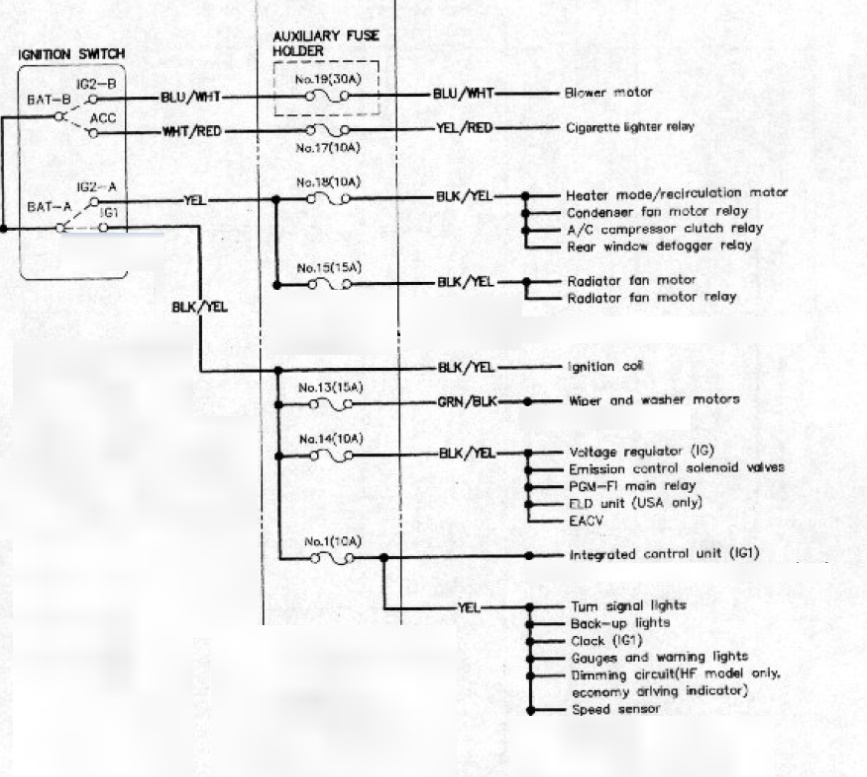 AUXILIARY FUSE
HOLDER
IGNITION SWITCH
No.19(30A)
IG2-B
BAT-B
BLU/WHT
BLU/WHT
Blower motor
ACC
WHT/RED
YEL/RED
Cigarette lighter relay
No.17(10A)
No.18(10A)
IG2-A
YEL
BLK/YEL
Heater mode/recirculation motor
BAT-A
IG1
Condenser fan motor relay
A/C compressor clutch relay
Rear window defogger relay
No.15(15A)
BLK/YEL
Radiator fan motor
Radiator fan motor relay
BLK/YEL
BLK/YEL
Ignition coil
No.13(15A)
GRN/BLK
Wiper and washer motors
No.14(10A)
BLK/YEL
Voltage regulator (IG)
Emission control solenoid valves
PGM-FI main relay
ELD unit (USA only)
EACV
No.1(10A)
Integrated control unit (IG1)
YEL
Turn signal lights
Back-up lights
Clock (IG1)
Gauges and warning lights
Dimming circuit(HF model only,
economy driving indicator)
Speed sensor